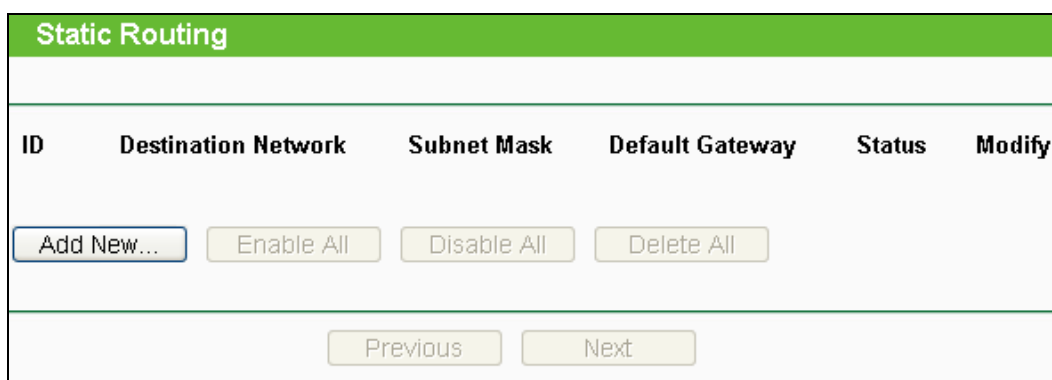 Static Routing
ID Destination Network Subnet Mask Default Gateway Status Modify
Add New... Enable All Disable All Delete All
Previous Next